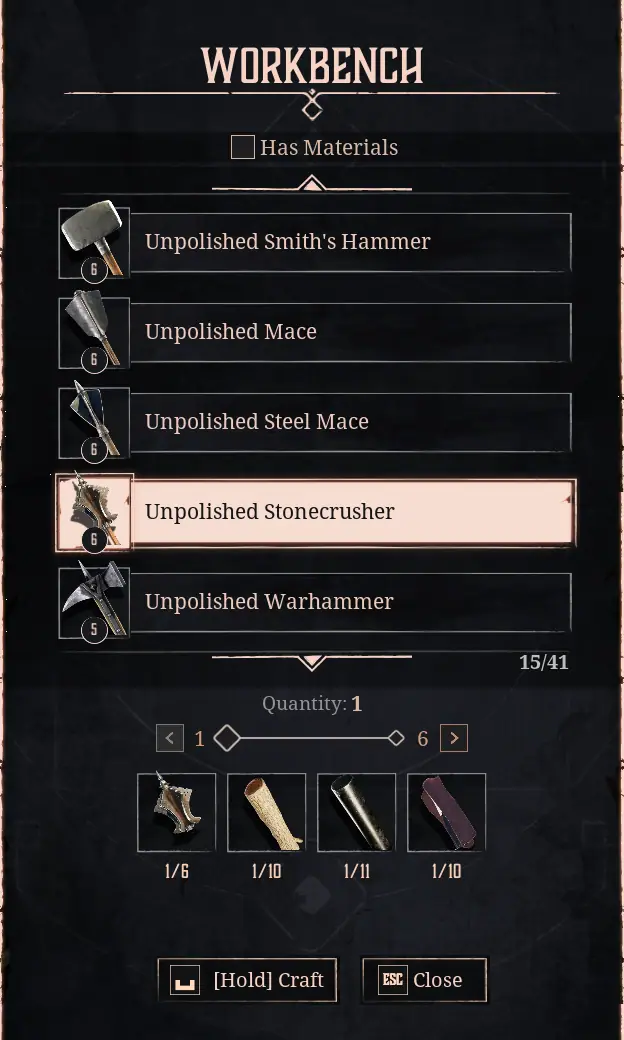 WORKBENCH
Has Materials
Unpolished Smith's Hammer
6
Unpolished Mace
6
Unpolished Steel Mace
6
Unpolished Stonecrusher
6
Unpolished Warhammer
5
15/41
Quantity: 1
1 6
1/6 1/10 1/11 1/10
[Hold] Craft ESC Close